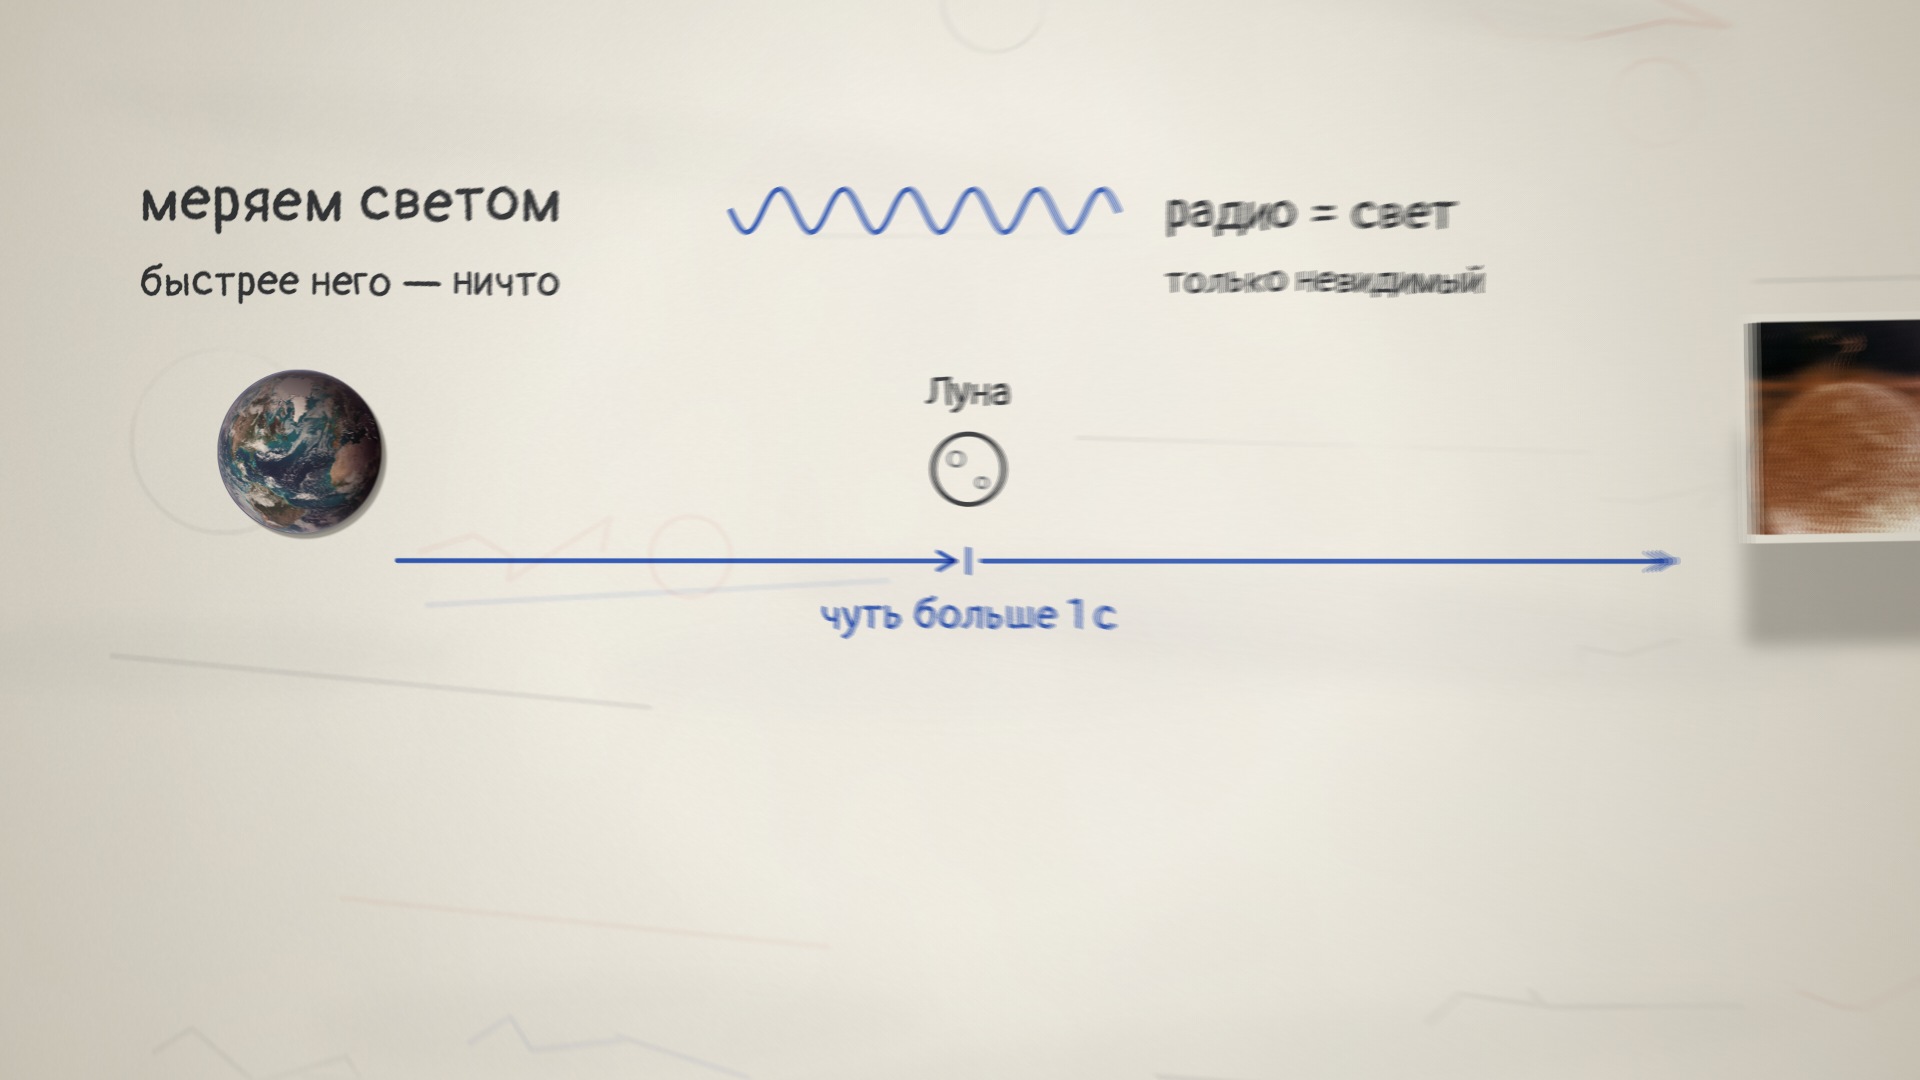 меряем светом
быстрее него — ничто
радио = свет
только невидимый
Луна
чуть больше 1 с